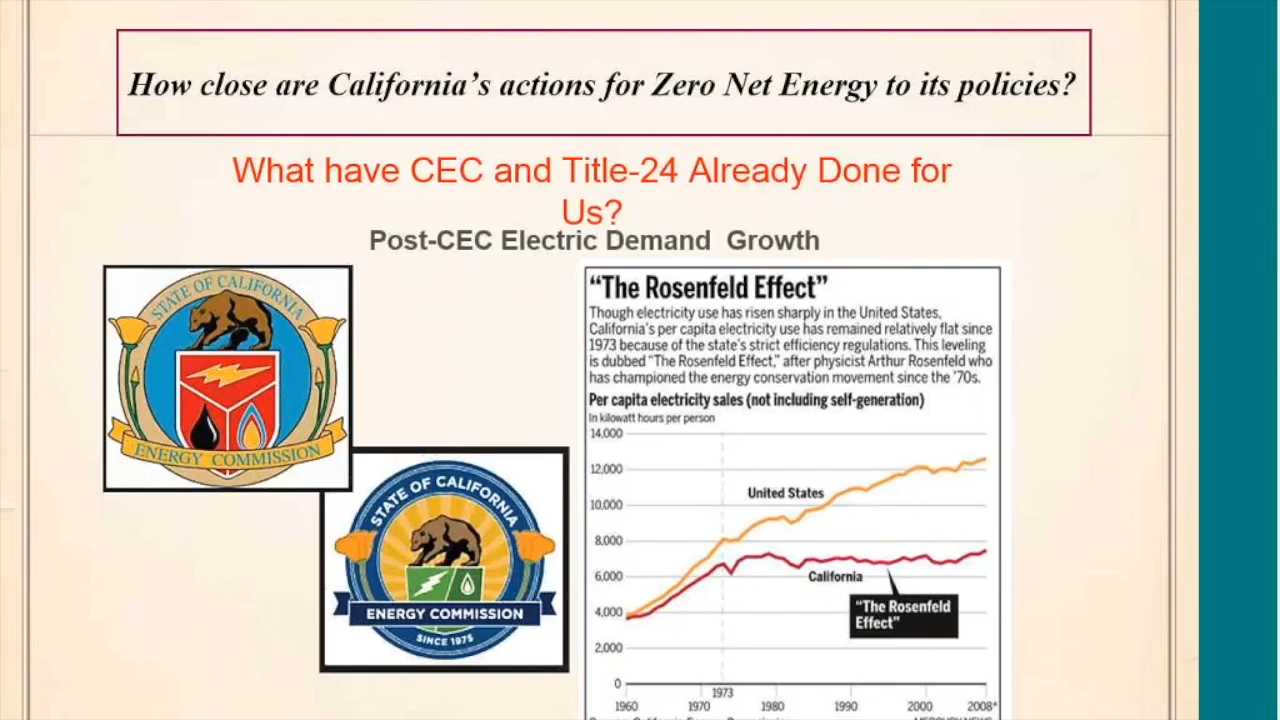 How close are California's actions for Zero Net Energy to its policies?
What have CEC and Title-24 Already Done for
Us?
Post-CEC Electric Demand Growth
STATE OF CALIFORNIA
ENERGY COMMISSION
STATE OF CALIFORNIA
ENERGY COMMISSION
SINCE 1975
“The Rosenfeld Effect”
Though electricity use has risen sharply in the United States,
California's per capita electricity use has remained relatively flat since
1973 because of the state's strict efficiency regulations. This leveling
is dubbed “The Rosenfeld Effect,” after physicist Arthur Rosenfeld who
has championed the energy conservation movement since the '70s.
Per capita electricity sales (not including self-generation)
In kilowatt hours per person
14,000
12,000
United States
10,000
8,000
6,000
California
“The Rosenfeld
Effect”
4,000
2,000
0
1973
1960 1970 1980 1990 2000 2008*